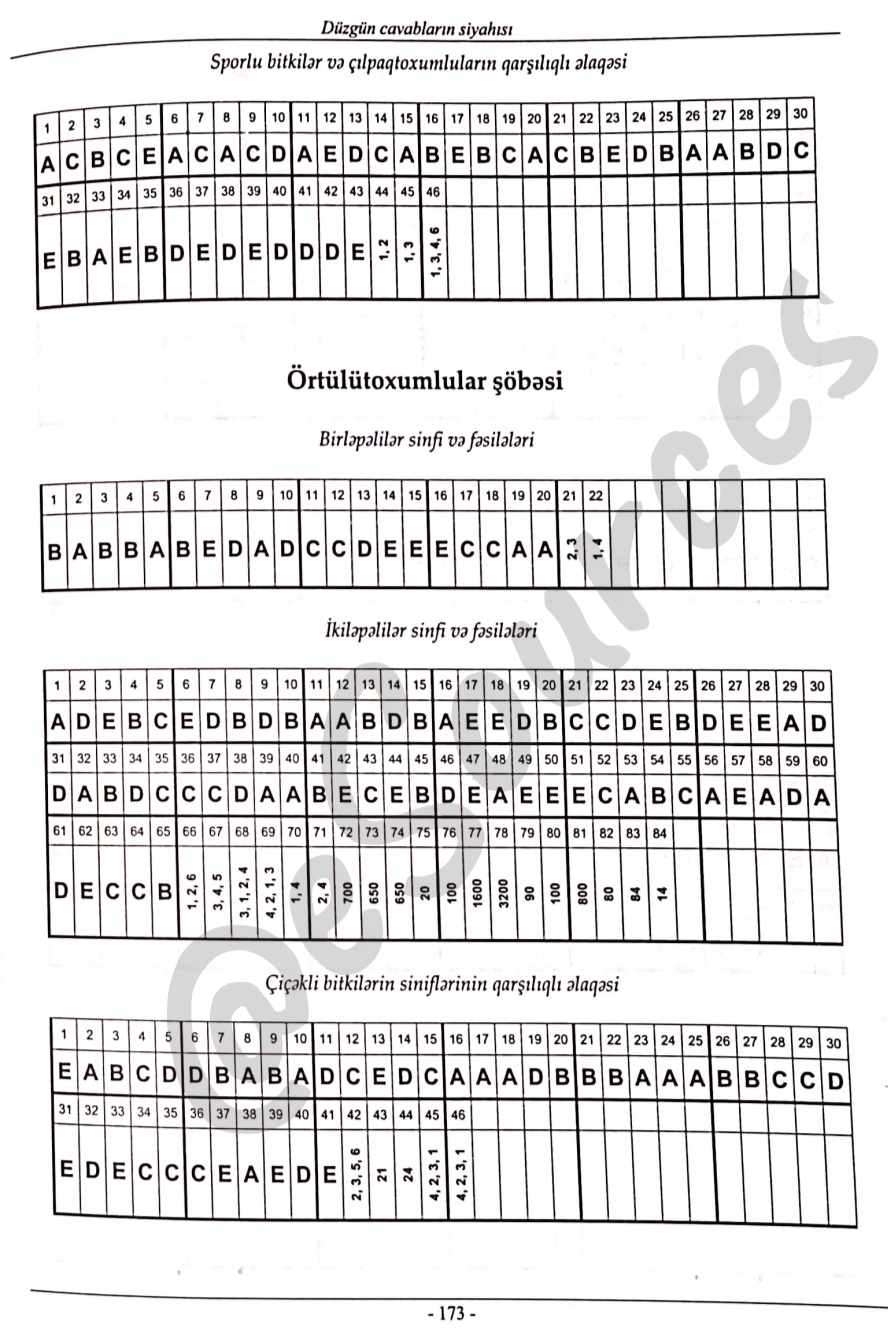 Düzgün cavabların siyahısı
Sporlu bitkilər və çılpaqtoxumluların qarşılıqlı əlaqəsi
1 2 3 4 5 6 7 8 9 10 11 12 13 14 15 16 17 18 19 20 21 22 23 24 25 26 27 28 29 30
A C B C E A C A C D A E D C A B E B C A C B E D B A A B D C
31 32 33 34 35 36 37 38 39 40 41 42 43 44 45 46
E B A E B D E D E D D D E 1, 2 1, 3 1, 3, 4, 6
Örtülütoxumlular şöbəsi
Birləpəlilər sinfi və fəsilələri
1 2 3 4 5 6 7 8 9 10 11 12 13 14 15 16 17 18 19 20 21 22
B A B B A B E D A D C C D E E E C C A A 2, 3 1, 4
İkiləpəlilər sinfi və fəsilələri
1 2 3 4 5 6 7 8 9 10 11 12 13 14 15 16 17 18 19 20 21 22 23 24 25 26 27 28 29 30
A D E B C E D B D B A A B D B A E E D B C C D E B D E E A D
31 32 33 34 35 36 37 38 39 40 41 42 43 44 45 46 47 48 49 50 51 52 53 54 55 56 57 58 59 60
D A B D C C C D A A B E C E B D E A E E E C A B C A E A D A
61 62 63 64 65 66 67 68 69 70 71 72 73 74 75 76 77 78 79 80 81 82 83 84
D E C C B 1, 2, 6 3, 4, 5 3, 1, 2, 4 4, 2, 1, 3 1, 4 2, 4 700 650 650 20 100 1600 3200 90 100 800 80 84 14
Çiçəkli bitkilərin siniflərinin qarşılıqlı əlaqəsi
1 2 3 4 5 6 7 8 9 10 11 12 13 14 15 16 17 18 19 20 21 22 23 24 25 26 27 28 29 30
E A B C D D B A B A D C E D C A A A D B B B A A A B B C C D
31 32 33 34 35 36 37 38 39 40 41 42 43 44 45 46
E D E C C C E A E D E 2, 3, 5, 6 21 24 4, 2, 3, 1 4, 2, 3, 1
- 173 -
@eSources